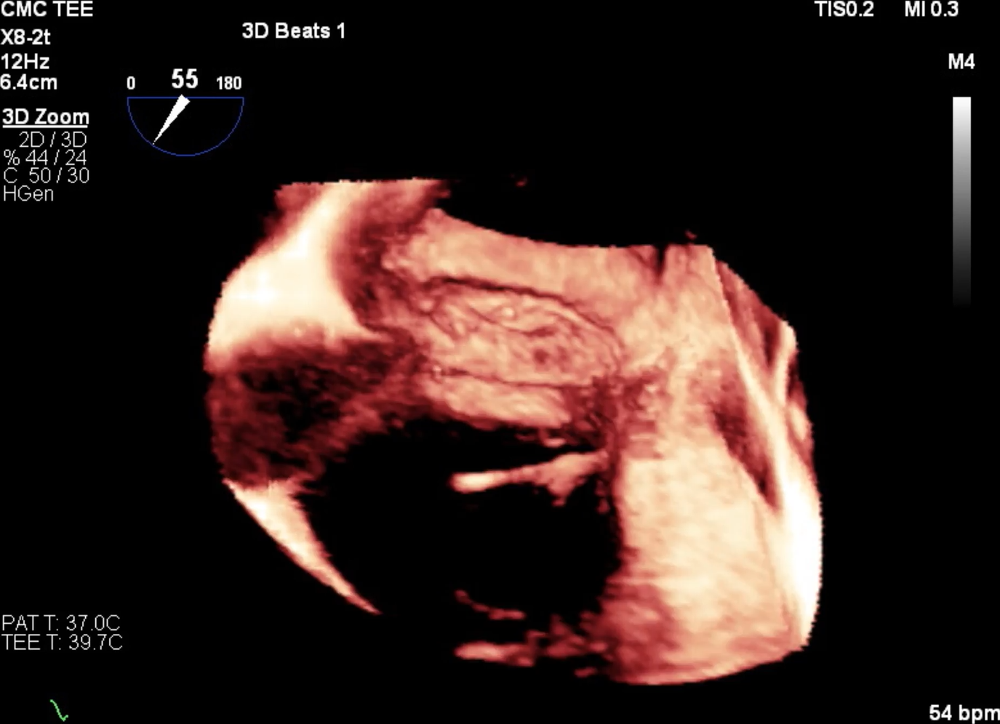 CMC TEE
X8-2t
12Hz
6.4cm
3D Zoom
2D / 3D
% 44 / 24
C 50 / 30
HGen
3D Beats 1
0 55 180
TIS0.2 MI 0.3
M4
PAT T: 37.0C
TEE T: 39.7C
54 bpm